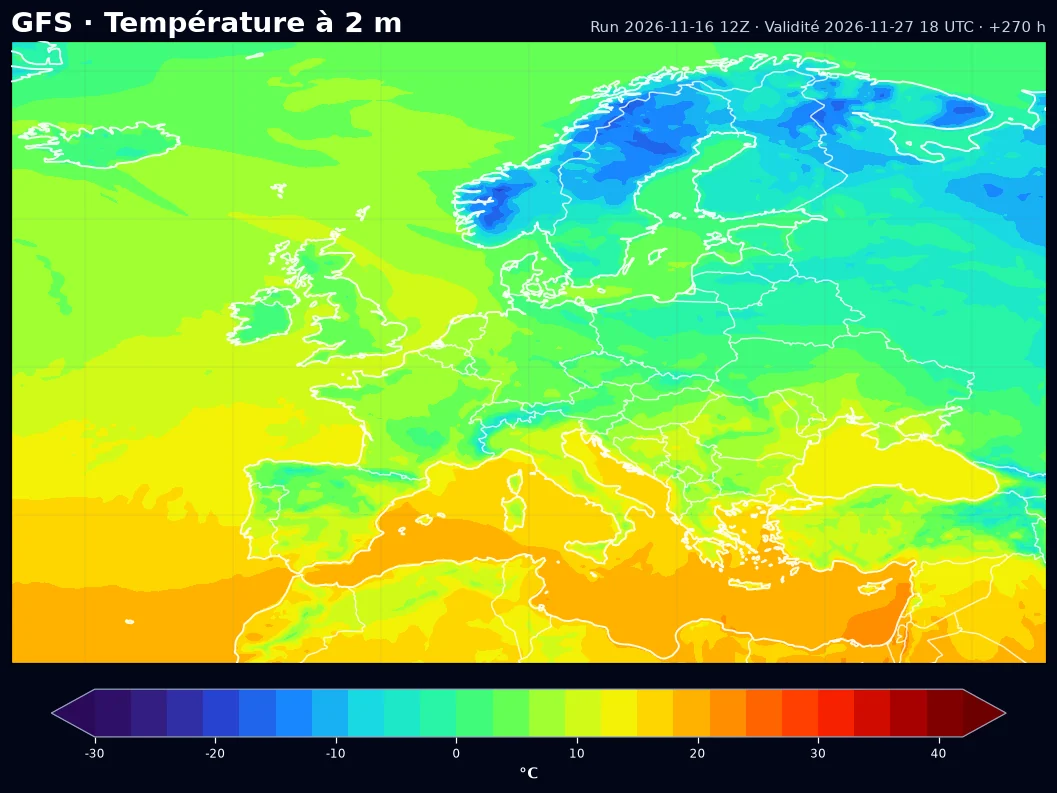 GFS · Température à 2 m
Run 2026-11-16 12Z · Validité 2026-11-27 18 UTC · +270 h
-30 -20 -10 0 10 20 30 40
°C